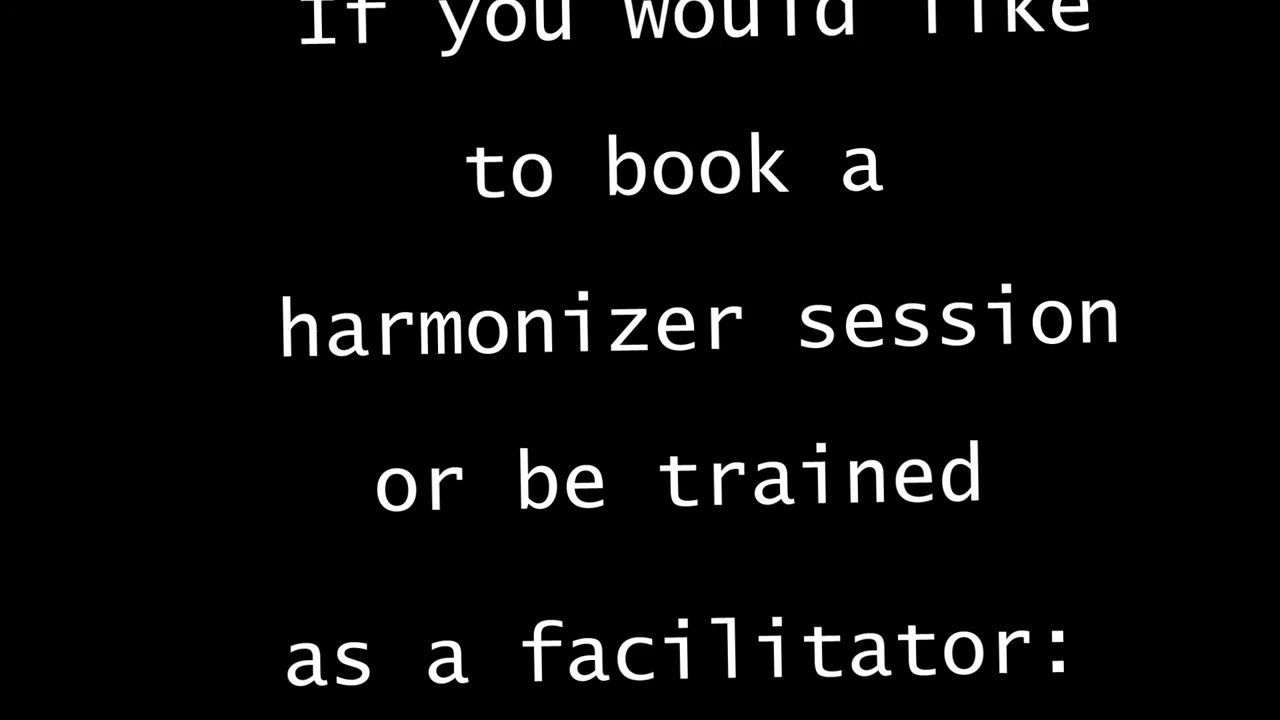 If you would like
to book a
harmonizer session
or be trained
as a facilitator: